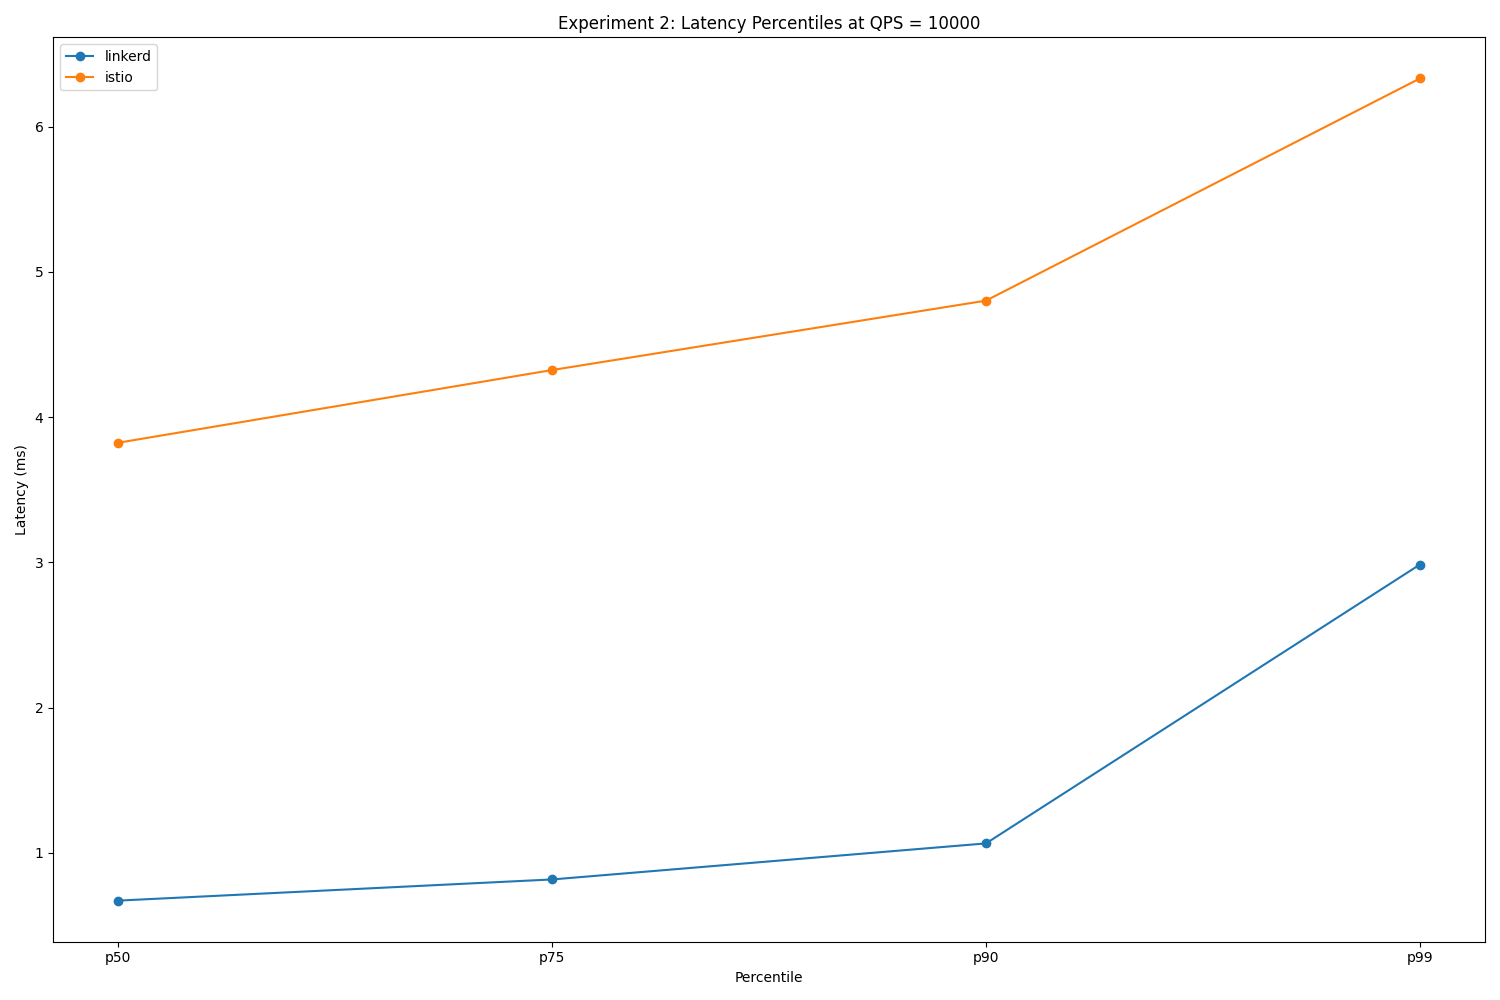 Experiment 2: Latency Percentiles at QPS = 10000
linkerd
istio
6
5
4
3
2
1
Latency (ms)
p50 p75 p90 p99
Percentile